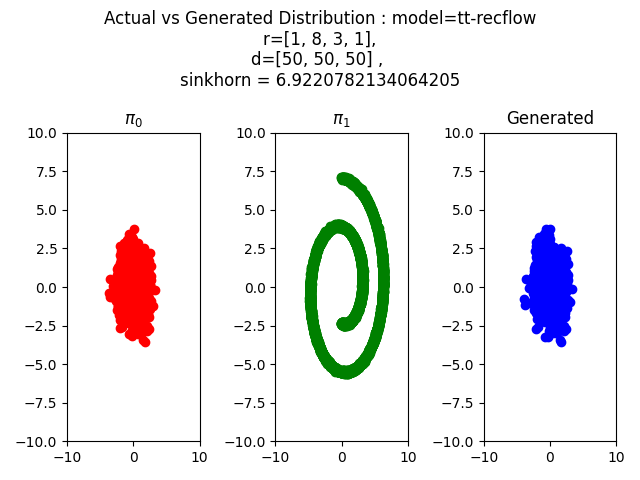 Actual vs Generated Distribution : model=tt-recflow
r=[1, 8, 3, 1],
d=[50, 50, 50] ,
sinkhorn = 6.9220782134064205
π₀
10.0
7.5
5.0
2.5
0.0
−2.5
−5.0
−7.5
−10.0
−10 0 10
π₁
10.0
7.5
5.0
2.5
0.0
−2.5
−5.0
−7.5
−10.0
−10 0 10
Generated
10.0
7.5
5.0
2.5
0.0
−2.5
−5.0
−7.5
−10.0
−10 0 10